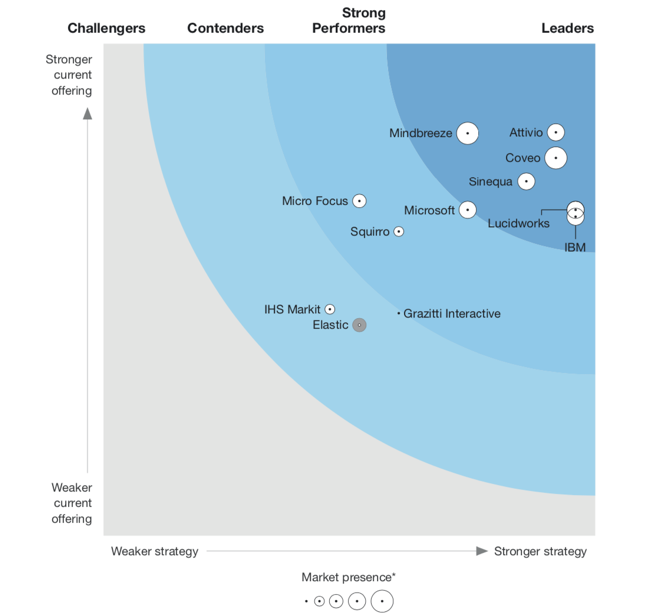 Challengers
Contenders
Strong
Performers
Leaders
Stronger
current
offering
Mindbreeze
Attivio
Coveo
Sinequa
Micro Focus
Microsoft
Lucidworks
Squirro
IBM
IHS Markit
Elastic
Grazitti Interactive
Weaker
current
offering
Weaker strategy
Stronger strategy
Market presence*